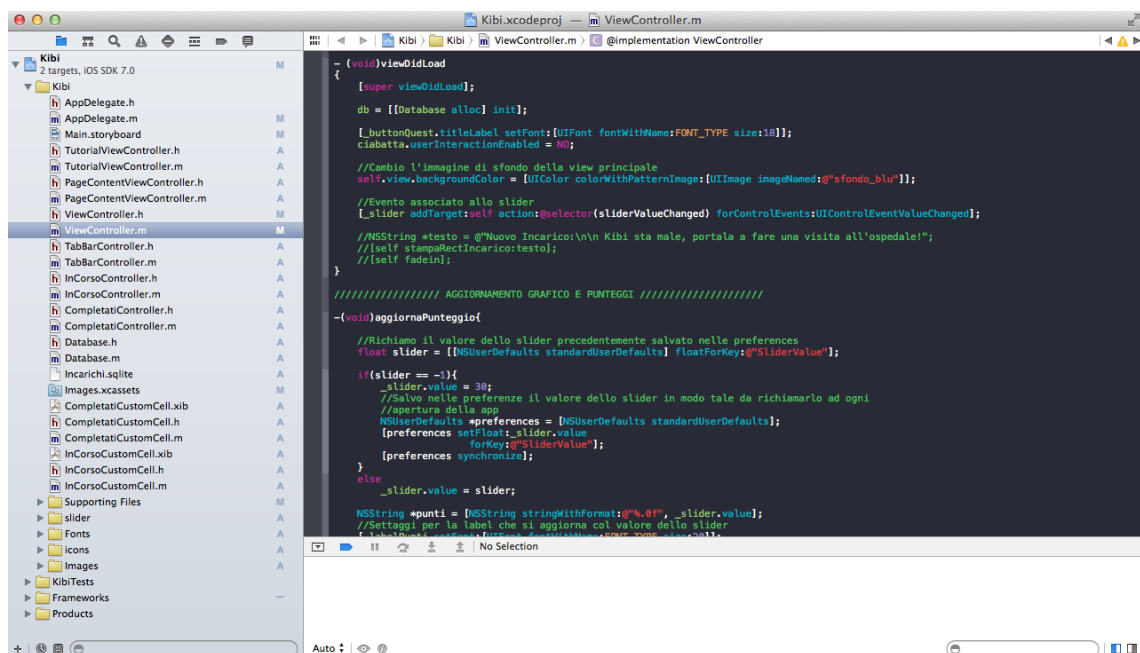 Kibi.xcodeproj — ViewController.m
Kibi
2 targets, iOS SDK 7.0
M
Kibi
AppDelegate.h
AppDelegate.m M
Main.storyboard M
TutorialViewController.h A
TutorialViewController.m A
PageContentViewController.h A
PageContentViewController.m A
ViewController.h M
ViewController.m M
TabBarController.h A
TabBarController.m A
InCorsoController.h A
InCorsoController.m A
CompletatiController.h A
CompletatiController.m A
Database.h A
Database.m A
Incarichi.sqlite A
Images.xcassets M
CompletatiCustomCell.xib A
CompletatiCustomCell.h A
CompletatiCustomCell.m A
InCorsoCustomCell.xib A
InCorsoCustomCell.h A
InCorsoCustomCell.m A
Supporting Files M
slider A
Fonts A
icons A
Images A
KibiTests
Frameworks
Products
Kibi Kibi ViewController.m @implementation ViewController
- (void)viewDidLoad
{
[super viewDidLoad];
db = [[Database alloc] init];
[_buttonQuest.titleLabel setFont:[UIFont fontWithName:FONT_TYPE size:18]];
ciabatta.userInteractionEnabled = NO;
//Cambio l'immagine di sfondo della view principale
self.view.backgroundColor = [UIColor colorWithPatternImage:[UIImage imageNamed:@"sfondo_blu"]];
//Evento associato allo slider
[_slider addTarget:self action:@selector(sliderValueChanged) forControlEvents:UIControlEventValueChanged];
//NSString *testo = @"Nuovo Incarico:\n\n Kibi sta male, portala a fare una visita all'ospedale!";
//[self stampaRectIncarico:testo];
//[self fadein];
}
////////////////// AGGIORNAMENTO GRAFICO E PUNTEGGI /////////////////////
-(void)aggiornaPunteggio{
//Richiamo il valore dello slider precedentemente salvato nelle preferences
float slider = [[NSUserDefaults standardUserDefaults] floatForKey:@"SliderValue"];
if(slider == -1){
_slider.value = 30;
//Salvo nelle preferenze il valore dello slider in modo tale da richiamarlo ad ogni
//apertura della app
NSUserDefaults *preferences = [NSUserDefaults standardUserDefaults];
[preferences setFloat:_slider.value
forKey:@"SliderValue"];
[preferences synchronize];
}
else
_slider.value = slider;
NSString *punti = [NSString stringWithFormat:@"%.0f", _slider.value];
//Settaggi per la label che si aggiorna col valore dello slider
[_labelPunti setFont:[UIFont fontWithName:FONT_TYPE size:20]];
No Selection
Auto